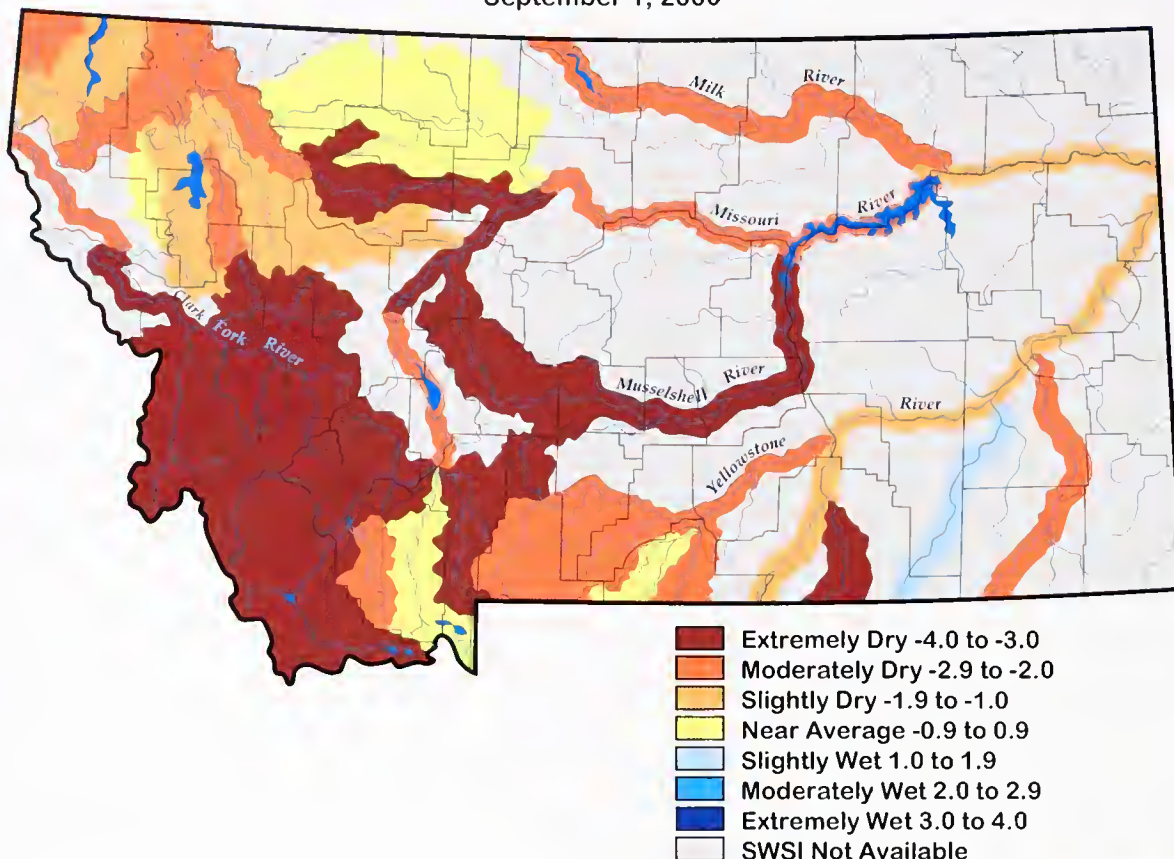 Milk
River
Missouri
River
Clark Fork River
Musselshell
River
River
Yellowstone
Extremely Dry -4.0 to -3.0
Moderately Dry -2.9 to -2.0
Slightly Dry -1.9 to -1.0
Near Average -0.9 to 0.9
Slightly Wet 1.0 to 1.9
Moderately Wet 2.0 to 2.9
Extremely Wet 3.0 to 4.0
SWSI Not Available